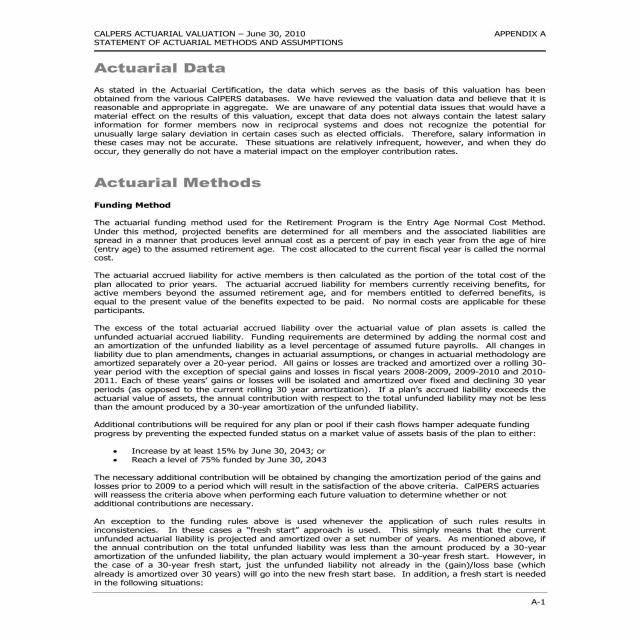 CALPERS ACTUARIAL VALUATION – June 30, 2010 APPENDIX A
STATEMENT OF ACTUARIAL METHODS AND ASSUMPTIONS
Actuarial Data
As stated in the Actuarial Certification, the data which serves as the basis of this valuation has been
obtained from the various CalPERS databases. We have reviewed the valuation data and believe that it is
reasonable and appropriate in aggregate. We are unaware of any potential data issues that would have a
material effect on the results of this valuation, except that data does not always contain the latest salary
information for former members now in reciprocal systems and does not recognize the potential for
unusually large salary deviation in certain cases such as elected officials. Therefore, salary information in
these cases may not be accurate. These situations are relatively infrequent, however, and when they do
occur, they generally do not have a material impact on the employer contribution rates.
Actuarial Methods
Funding Method
The actuarial funding method used for the Retirement Program is the Entry Age Normal Cost Method.
Under this method, projected benefits are determined for all members and the associated liabilities are
spread in a manner that produces level annual cost as a percent of pay in each year from the age of hire
(entry age) to the assumed retirement age. The cost allocated to the current fiscal year is called the normal
cost.
The actuarial accrued liability for active members is then calculated as the portion of the total cost of the
plan allocated to prior years. The actuarial accrued liability for members currently receiving benefits, for
active members beyond the assumed retirement age, and for members entitled to deferred benefits, is
equal to the present value of the benefits expected to be paid. No normal costs are applicable for these
participants.
The excess of the total actuarial accrued liability over the actuarial value of plan assets is called the
unfunded actuarial accrued liability. Funding requirements are determined by adding the normal cost and
an amortization of the unfunded liability as a level percentage of assumed future payrolls. All changes in
liability due to plan amendments, changes in actuarial assumptions, or changes in actuarial methodology are
amortized separately over a 20-year period. All gains or losses are tracked and amortized over a rolling 30-
year period with the exception of special gains and losses in fiscal years 2008-2009, 2009-2010 and 2010-
2011. Each of these years' gains or losses will be isolated and amortized over fixed and declining 30 year
periods (as opposed to the current rolling 30 year amortization). If a plan's accrued liability exceeds the
actuarial value of assets, the annual contribution with respect to the total unfunded liability may not be less
than the amount produced by a 30-year amortization of the unfunded liability.
Additional contributions will be required for any plan or pool if their cash flows hamper adequate funding
progress by preventing the expected funded status on a market value of assets basis of the plan to either:
• Increase by at least 15% by June 30, 2043; or
• Reach a level of 75% funded by June 30, 2043
The necessary additional contribution will be obtained by changing the amortization period of the gains and
losses prior to 2009 to a period which will result in the satisfaction of the above criteria. CalPERS actuaries
will reassess the criteria above when performing each future valuation to determine whether or not
additional contributions are necessary.
An exception to the funding rules above is used whenever the application of such rules results in
inconsistencies. In these cases a "fresh start" approach is used. This simply means that the current
unfunded actuarial liability is projected and amortized over a set number of years. As mentioned above, if
the annual contribution on the total unfunded liability was less than the amount produced by a 30-year
amortization of the unfunded liability, the plan actuary would implement a 30-year fresh start. However, in
the case of a 30-year fresh start, just the unfunded liability not already in the (gain)/loss base (which
already is amortized over 30 years) will go into the new fresh start base. In addition, a fresh start is needed
in the following situations:
A-1